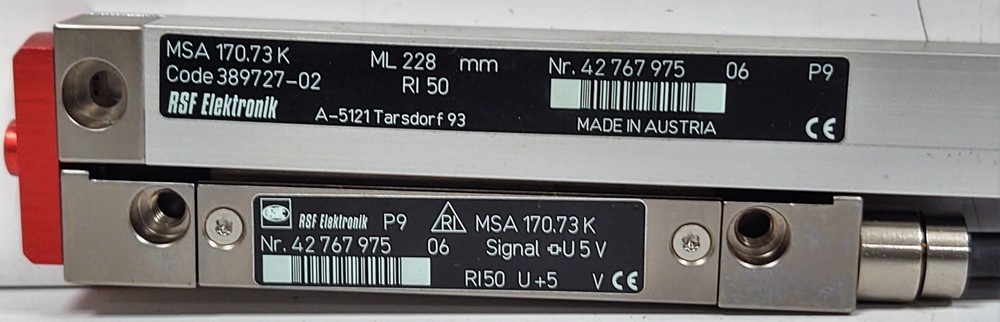 MSA 170.73 K ML 228 mm Nr. 42 767 975 06 P9
Code 389727-02 RI 50
RSF Elektronik A-5121 Tarsdorf 93 MADE IN AUSTRIA CE
RSF Elektronik P9 RI MSA 170.73 K
Nr. 42 767 975 06 Signal U 5 V
RI50 U +5 V CE